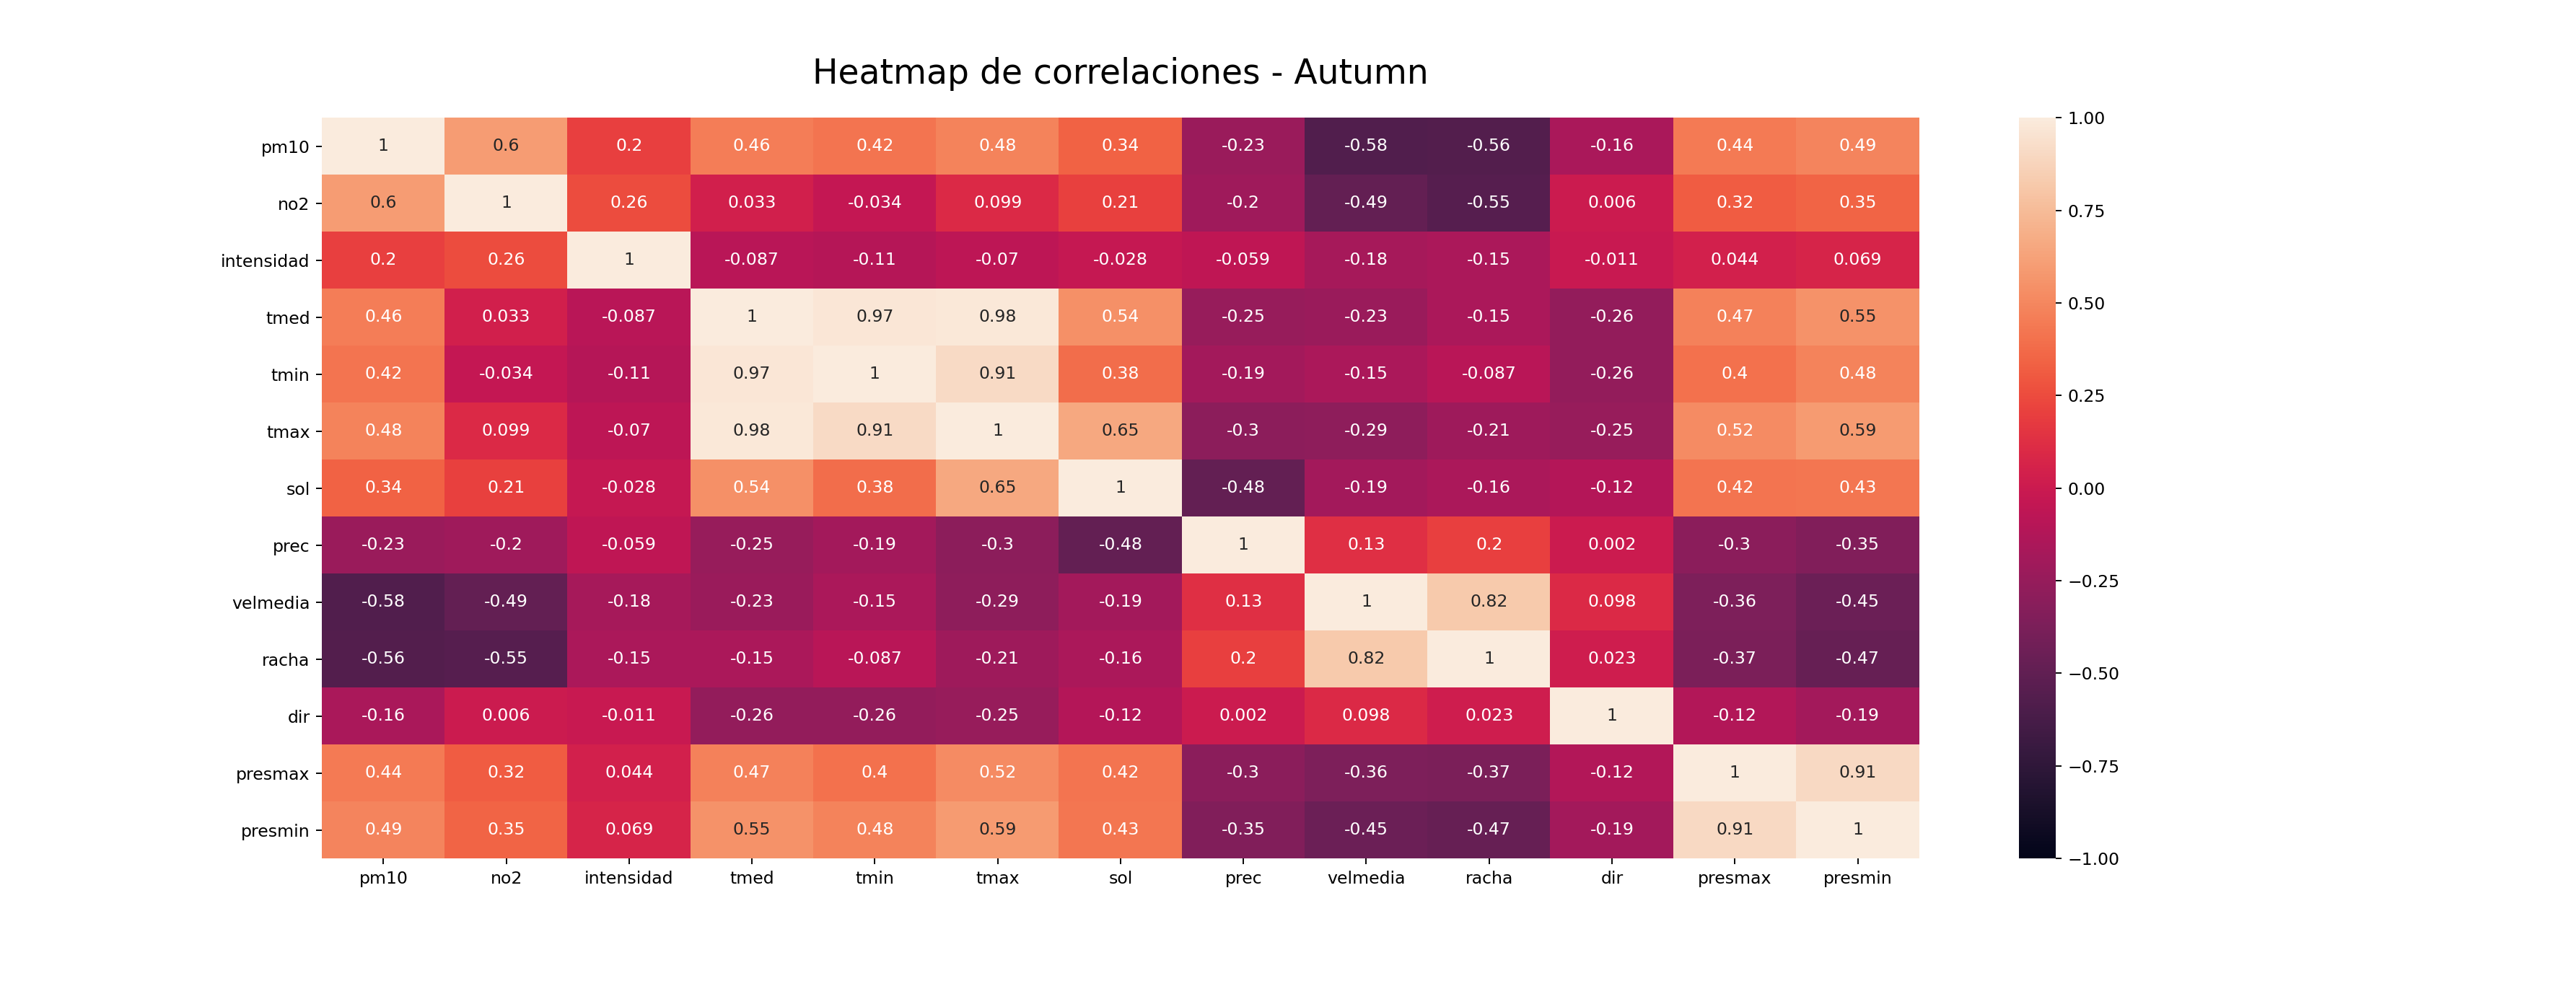 Heatmap de correlaciones - Autumn
pm10 1 0.6 0.2 0.46 0.42 0.48 0.34 -0.23 -0.58 -0.56 -0.16 0.44 0.49
no2 0.6 1 0.26 0.033 -0.034 0.099 0.21 -0.2 -0.49 -0.55 0.006 0.32 0.35
intensidad 0.2 0.26 1 -0.087 -0.11 -0.07 -0.028 -0.059 -0.18 -0.15 -0.011 0.044 0.069
tmed 0.46 0.033 -0.087 1 0.97 0.98 0.54 -0.25 -0.23 -0.15 -0.26 0.47 0.55
tmin 0.42 -0.034 -0.11 0.97 1 0.91 0.38 -0.19 -0.15 -0.087 -0.26 0.4 0.48
tmax 0.48 0.099 -0.07 0.98 0.91 1 0.65 -0.3 -0.29 -0.21 -0.25 0.52 0.59
sol 0.34 0.21 -0.028 0.54 0.38 0.65 1 -0.48 -0.19 -0.16 -0.12 0.42 0.43
prec -0.23 -0.2 -0.059 -0.25 -0.19 -0.3 -0.48 1 0.13 0.2 0.002 -0.3 -0.35
velmedia -0.58 -0.49 -0.18 -0.23 -0.15 -0.29 -0.19 0.13 1 0.82 0.098 -0.36 -0.45
racha -0.56 -0.55 -0.15 -0.15 -0.087 -0.21 -0.16 0.2 0.82 1 0.023 -0.37 -0.47
dir -0.16 0.006 -0.011 -0.26 -0.26 -0.25 -0.12 0.002 0.098 0.023 1 -0.12 -0.19
presmax 0.44 0.32 0.044 0.47 0.4 0.52 0.42 -0.3 -0.36 -0.37 -0.12 1 0.91
presmin 0.49 0.35 0.069 0.55 0.48 0.59 0.43 -0.35 -0.45 -0.47 -0.19 0.91 1
pm10 no2 intensidad tmed tmin tmax sol prec velmedia racha dir presmax presmin
1.00
0.75
0.50
0.25
0.00
−0.25
−0.50
−0.75
−1.00